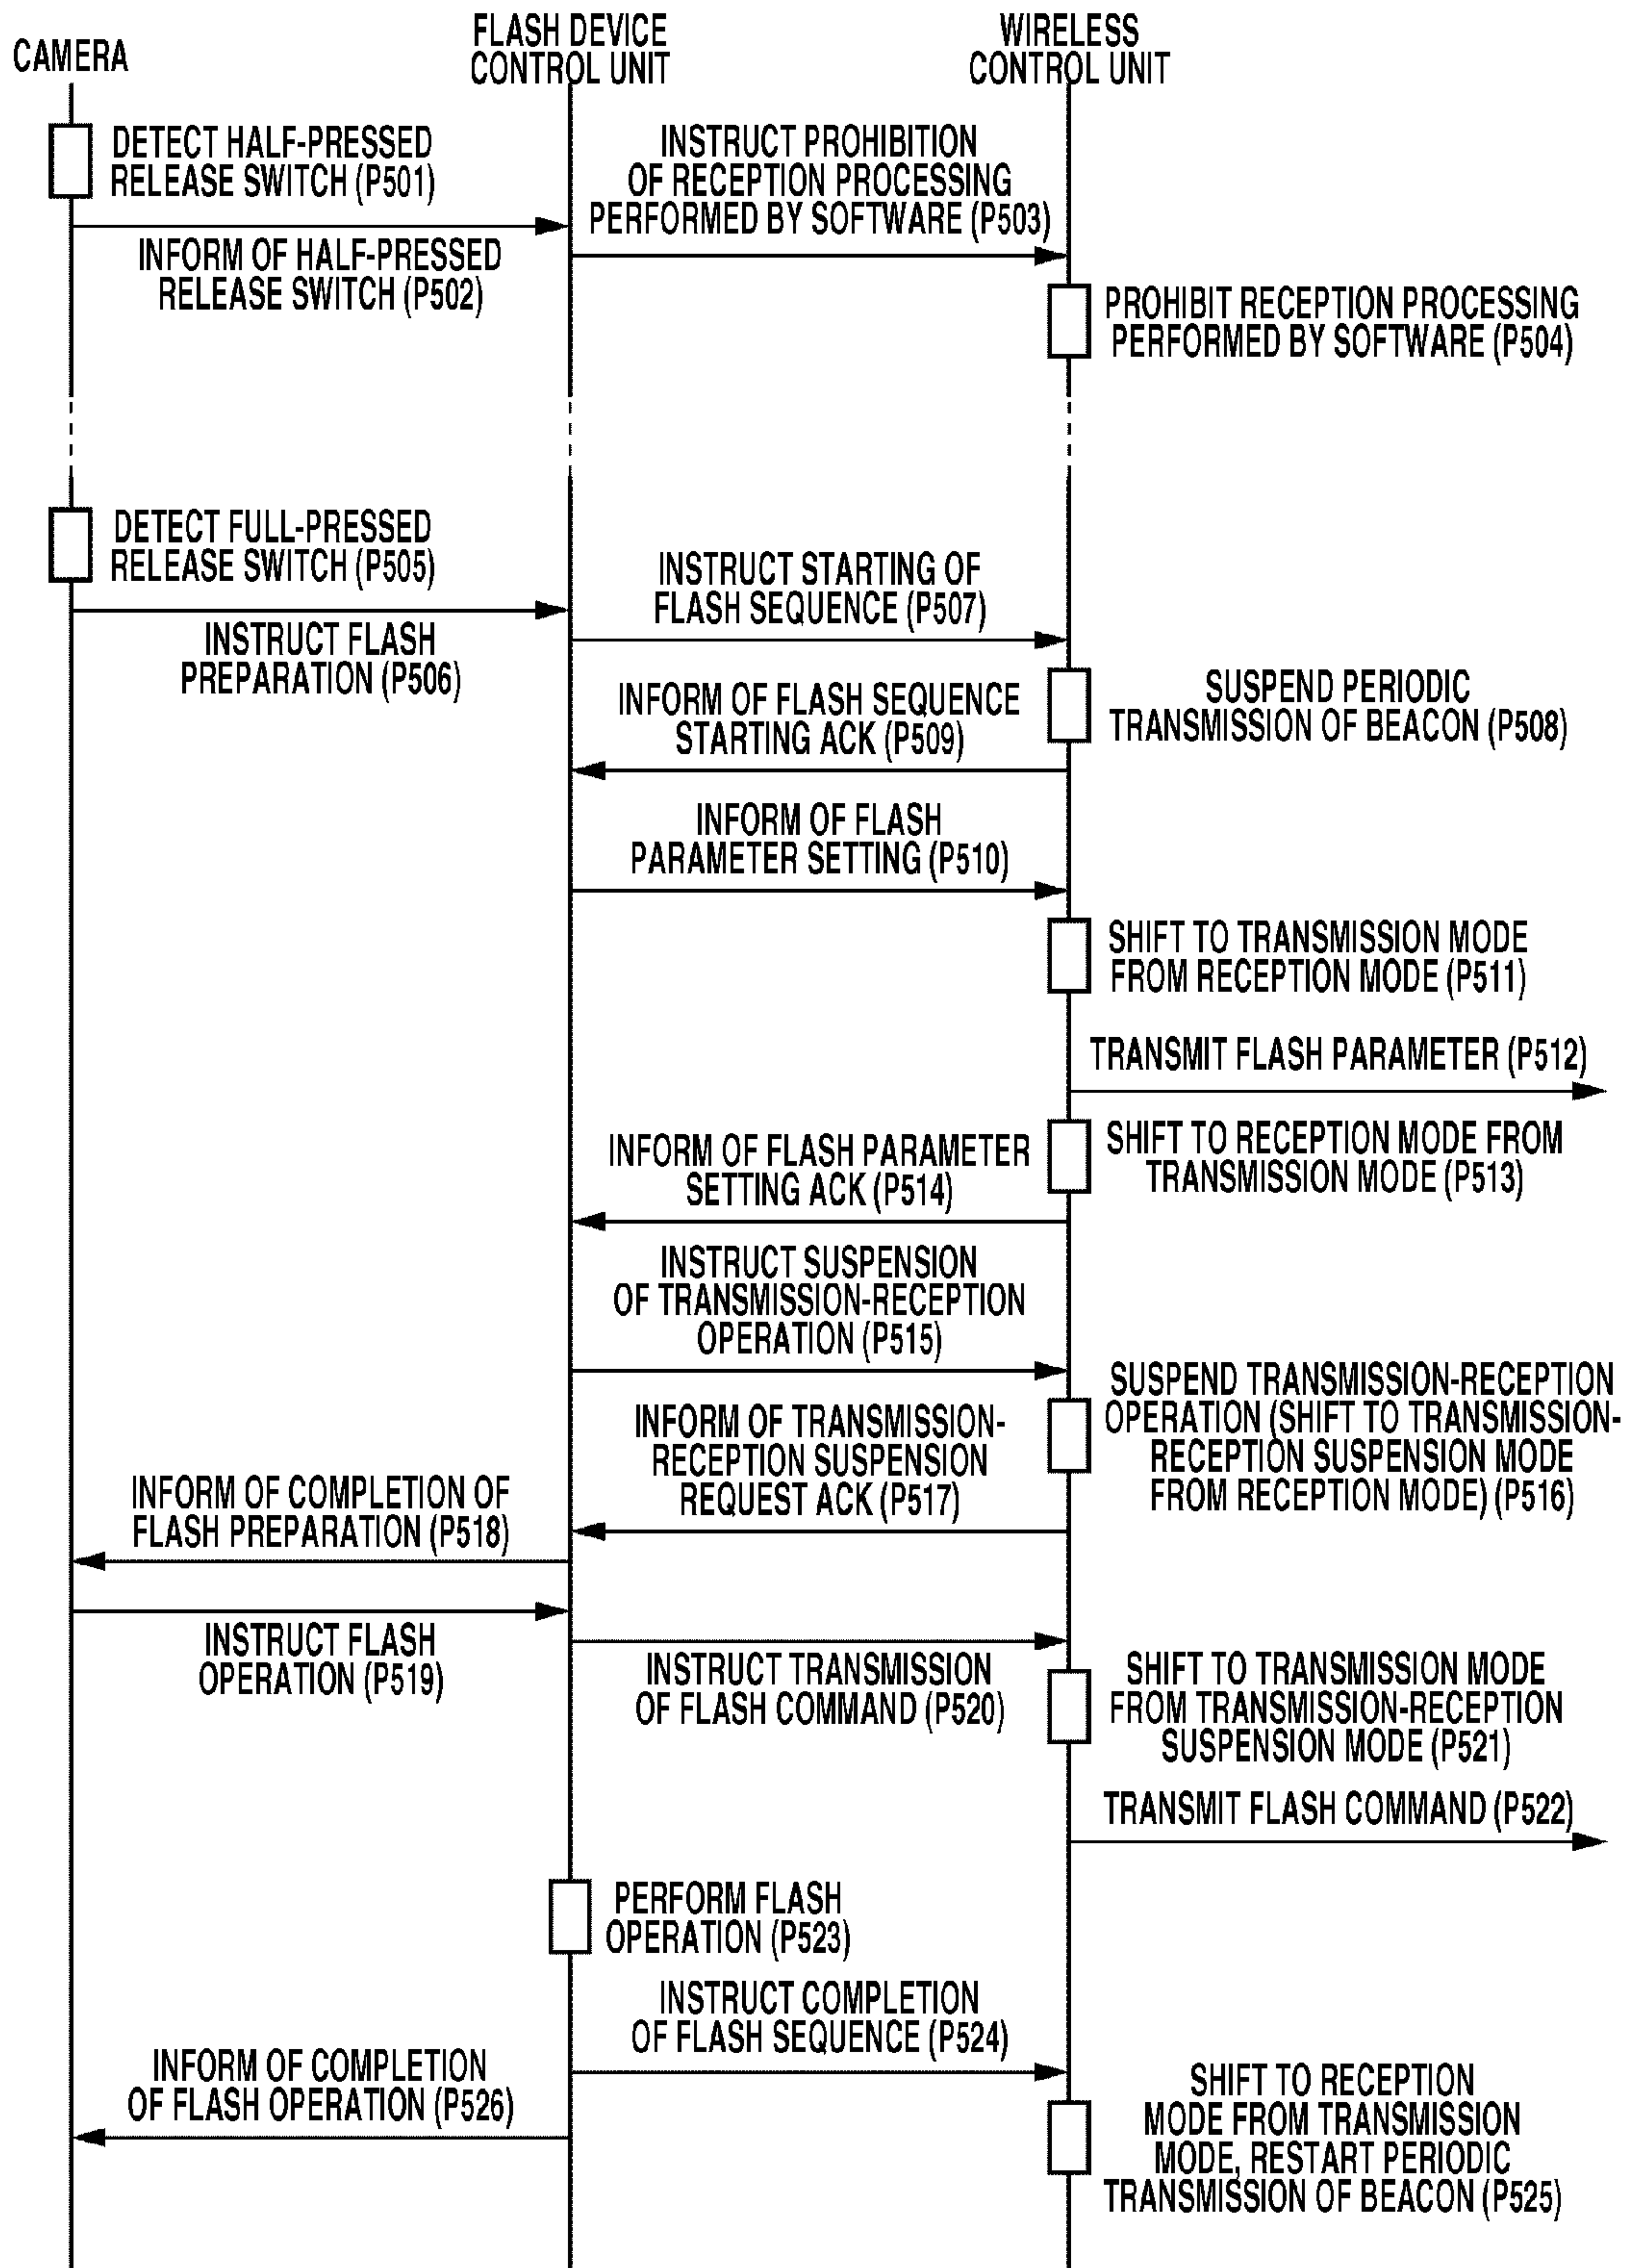 CAMERA
FLASH DEVICE
CONTROL UNIT
WIRELESS
CONTROL UNIT
DETECT HALF-PRESSED
RELEASE SWITCH (P501)
INFORM OF HALF-PRESSED
RELEASE SWITCH (P502)
INSTRUCT PROHIBITION
OF RECEPTION PROCESSING
PERFORMED BY SOFTWARE (P503)
PROHIBIT RECEPTION PROCESSING
PERFORMED BY SOFTWARE (P504)
DETECT FULL-PRESSED
RELEASE SWITCH (P505)
INSTRUCT FLASH
PREPARATION (P506)
INSTRUCT STARTING OF
FLASH SEQUENCE (P507)
SUSPEND PERIODIC
TRANSMISSION OF BEACON (P508)
INFORM OF FLASH SEQUENCE
STARTING ACK (P509)
INFORM OF FLASH
PARAMETER SETTING (P510)
SHIFT TO TRANSMISSION MODE
FROM RECEPTION MODE (P511)
TRANSMIT FLASH PARAMETER (P512)
SHIFT TO RECEPTION MODE FROM
TRANSMISSION MODE (P513)
INFORM OF FLASH PARAMETER
SETTING ACK (P514)
INSTRUCT SUSPENSION
OF TRANSMISSION-RECEPTION
OPERATION (P515)
SUSPEND TRANSMISSION-RECEPTION
OPERATION (SHIFT TO TRANSMISSION-
RECEPTION SUSPENSION MODE
FROM RECEPTION MODE) (P516)
INFORM OF TRANSMISSION-
RECEPTION SUSPENSION
REQUEST ACK (P517)
INFORM OF COMPLETION OF
FLASH PREPARATION (P518)
INSTRUCT FLASH
OPERATION (P519)
INSTRUCT TRANSMISSION
OF FLASH COMMAND (P520)
SHIFT TO TRANSMISSION MODE
FROM TRANSMISSION-RECEPTION
SUSPENSION MODE (P521)
TRANSMIT FLASH COMMAND (P522)
PERFORM FLASH
OPERATION (P523)
INSTRUCT COMPLETION
OF FLASH SEQUENCE (P524)
SHIFT TO RECEPTION
MODE FROM TRANSMISSION
MODE, RESTART PERIODIC
TRANSMISSION OF BEACON (P525)
INFORM OF COMPLETION
OF FLASH OPERATION (P526)